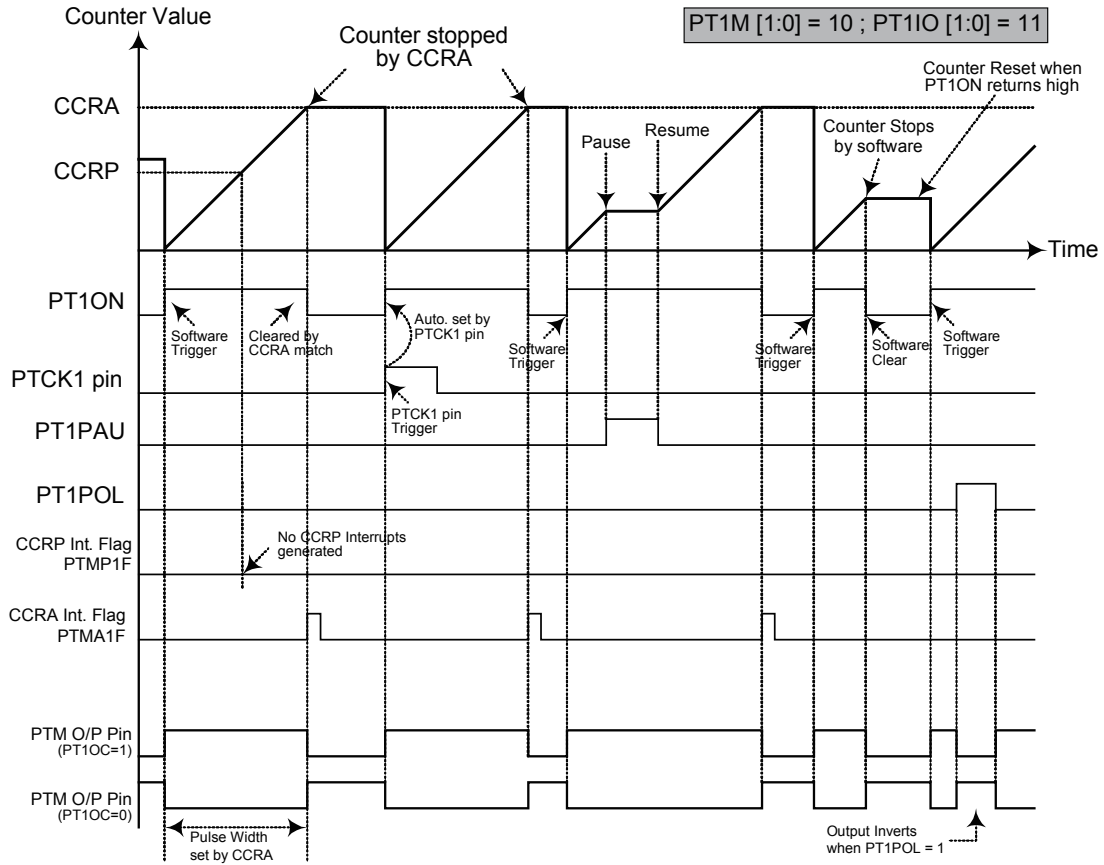 Counter Value
PT1M [1:0] = 10 ; PT1IO [1:0] = 11
Counter stopped
by CCRA
Counter Reset when
PT1ON returns high
CCRA
Pause
Resume
Counter Stops
by software
CCRP
Time
PT1ON
Software
Trigger
Cleared by
CCRA match
Auto. set by
PTCK1 pin
Software
Trigger
Software
Trigger
Software
Clear
Software
Trigger
PTCK1 pin
PTCK1 pin
Trigger
PT1PAU
PT1POL
No CCRP Interrupts
generated
CCRP Int. Flag
PTMP1F
CCRA Int. Flag
PTMA1F
PTM O/P Pin
(PT1OC=1)
PTM O/P Pin
(PT1OC=0)
Pulse Width
set by CCRA
Output Inverts
when PT1POL = 1